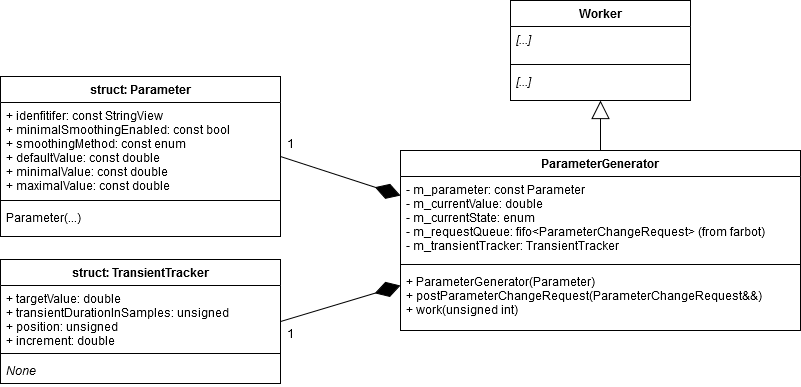 Worker
[...]
[...]
struct: Parameter
+ idenfitifer: const StringView
+ minimalSmoothingEnabled: const bool
+ smoothingMethod: const enum
+ defaultValue: const double
+ minimalValue: const double
+ maximalValue: const double
Parameter(...)
1
ParameterGenerator
- m_parameter: const Parameter
- m_currentValue: double
- m_currentState: enum
- m_requestQueue: fifo<ParameterChangeRequest> (from farbot)
- m_transientTracker: TransientTracker
+ ParameterGenerator(Parameter)
+ postParameterChangeRequest(ParameterChangeRequest&&)
+ work(unsigned int)
struct: TransientTracker
+ targetValue: double
+ transientDurationInSamples: unsigned
+ position: unsigned
+ increment: double
None
1